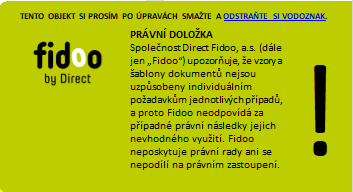 TENTO OBJEKT SI PROSÍM PO ÚPRAVÁCH SMAŽTE A ODSTRAŇTE SI VODOZNAK.
fidoo
by Direct
PRÁVNÍ DOLOŽKA
Společnost Direct Fidoo, a.s. (dále
jen „Fidoo“) upozorňuje, že vzory a
šablony dokumentů nejsou
uzpůsobeny individuálním
požadavkům jednotlivých případů,
a proto Fidoo neodpovídá za
případné právní následky jejich
nevhodného využití. Fidoo
neposkytuje právní rady ani se
nepodílí na právním zastoupení.
!